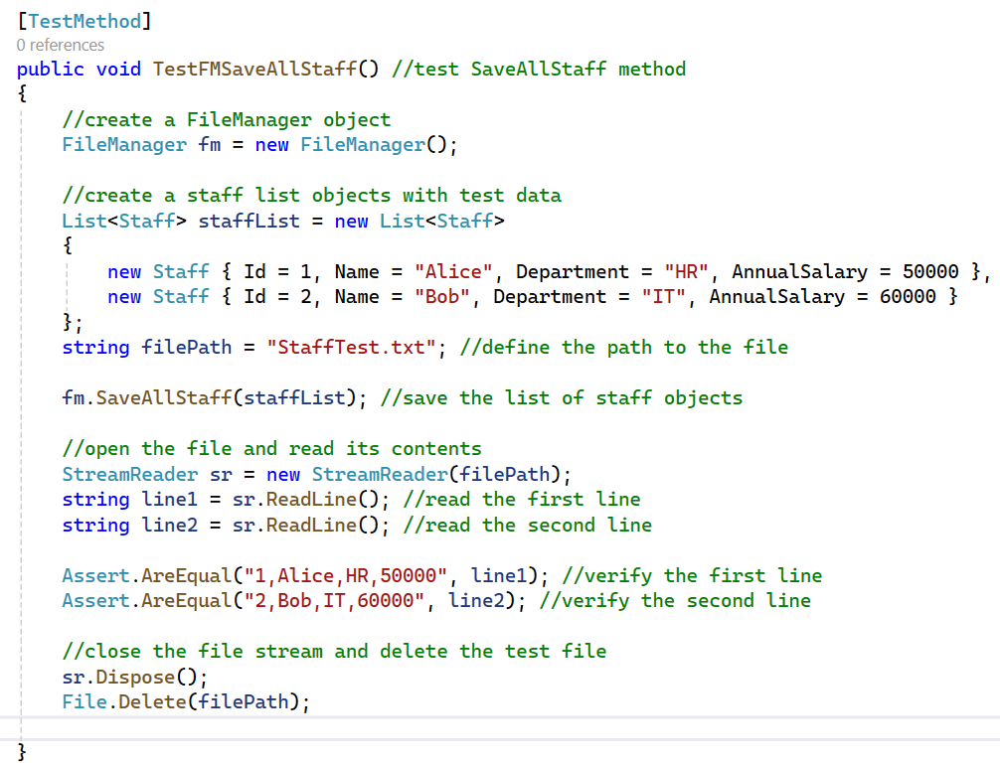 [TestMethod]
0 references
public void TestFMSaveAllStaff() //test SaveAllStaff method
{
//create a FileManager object
FileManager fm = new FileManager();
//create a staff list objects with test data
List<Staff> staffList = new List<Staff>
{
new Staff { Id = 1, Name = "Alice", Department = "HR", AnnualSalary = 50000 },
new Staff { Id = 2, Name = "Bob", Department = "IT", AnnualSalary = 60000 }
};
string filePath = "StaffTest.txt"; //define the path to the file
fm.SaveAllStaff(staffList); //save the list of staff objects
//open the file and read its contents
StreamReader sr = new StreamReader(filePath);
string line1 = sr.ReadLine(); //read the first line
string line2 = sr.ReadLine(); //read the second line
Assert.AreEqual("1,Alice,HR,50000", line1); //verify the first line
Assert.AreEqual("2,Bob,IT,60000", line2); //verify the second line
//close the file stream and delete the test file
sr.Dispose();
File.Delete(filePath);
}